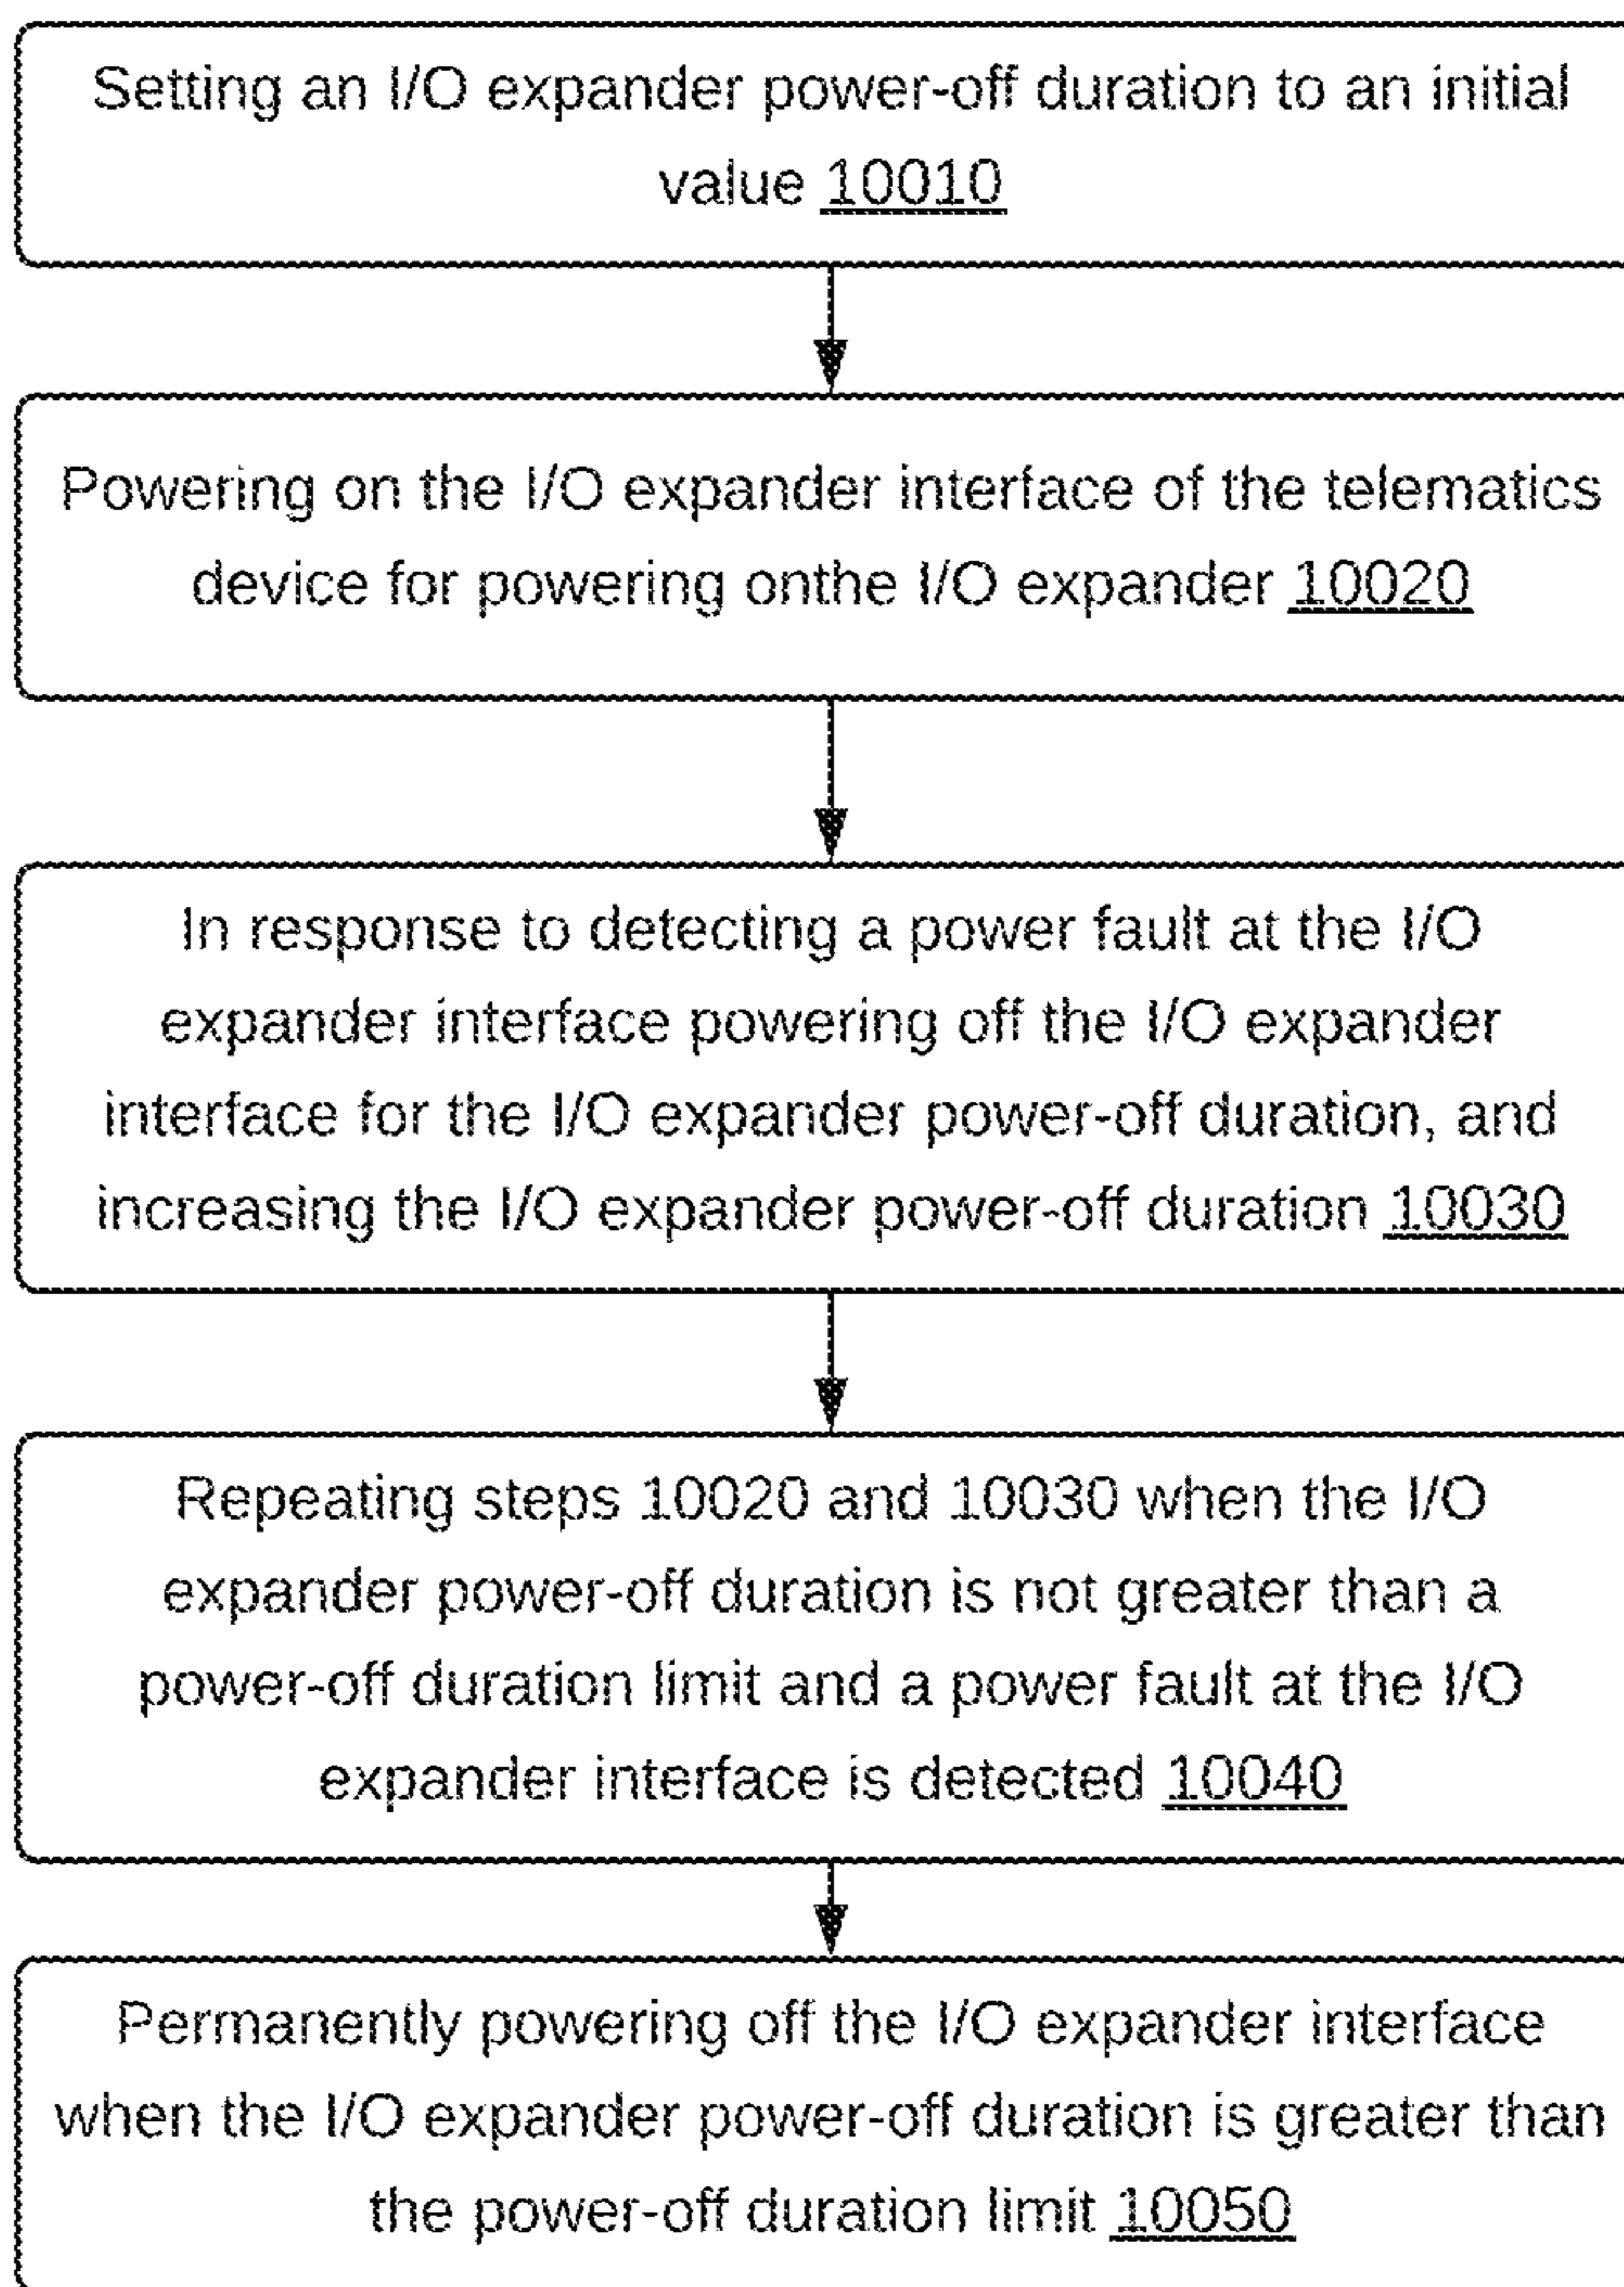 Setting an I/O expander power-off duration to an initial
value 10010
Powering on the I/O expander interface of the telematics
device for powering onthe I/O expander 10020
In response to detecting a power fault at the I/O
expander interface powering off the I/O expander
interface for the I/O expander power-off duration, and
increasing the I/O expander power-off duration 10030
Repeating steps 10020 and 10030 when the I/O
expander power-off duration is not greater than a
power-off duration limit and a power fault at the I/O
expander interface is detected 10040
Permanently powering off the I/O expander interface
when the I/O expander power-off duration is greater than
the power-off duration limit 10050